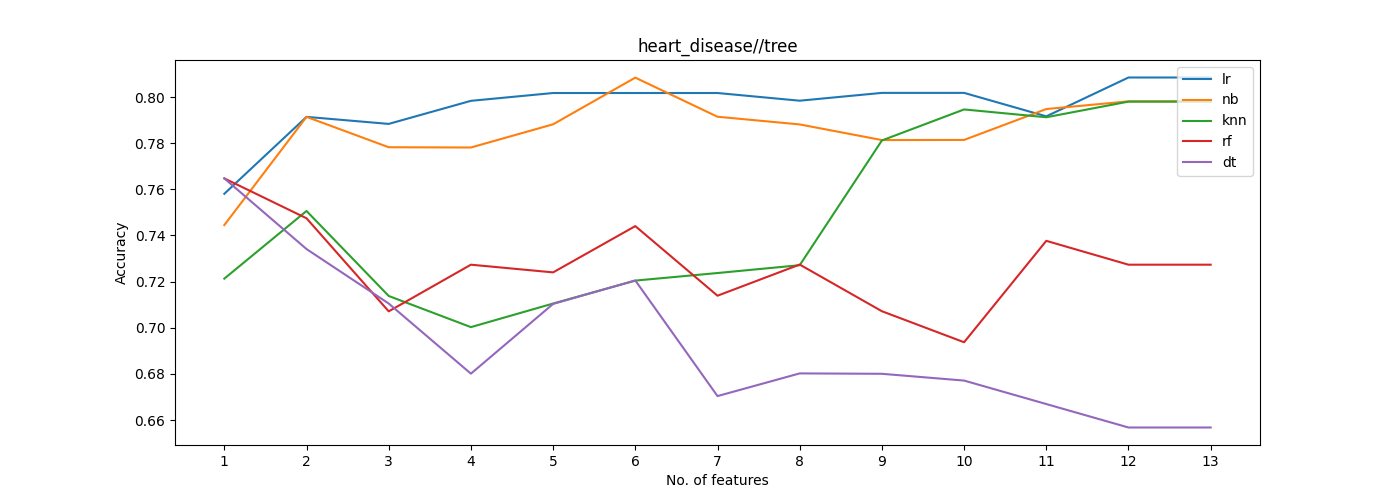 heart_disease//tree
Accuracy
0.80
0.78
0.76
0.74
0.72
0.70
0.68
0.66
lr
nb
knn
rf
dt
1 2 3 4 5 6 7 8 9 10 11 12 13
No. of features